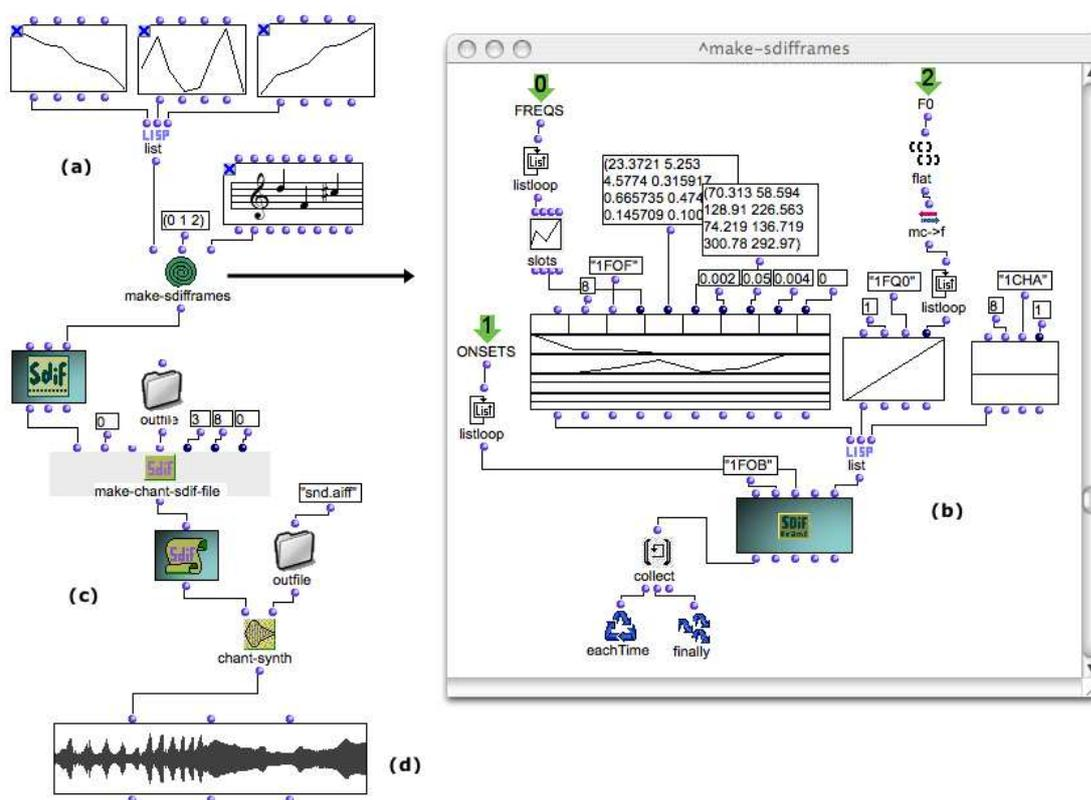 LISP
list
(a)
(0 1 2)
make-sdifframes
Sdif
0
outfile
3
8
0
Sdif
make-chant-sdif-file
"snd.aiff"
Sdif
outfile
(c)
chant-synth
(d)
^make-sdifframes
0
FREQS
listloop
slots
(23.3721 5.253
4.5774 0.315917
0.665735 0.474
0.145709 0.100
(70.313 58.594
128.91 226.563
74.219 136.719
300.78 292.97)
2
F0
flat
mc->f
listloop
8
"1FOF"
0.002
0.05
0.004
0
1
"1FQ0"
8
"1CHA"
1
1
ONSETS
listloop
LISP
list
"1FOB"
SDIF
Frame
(b)
collect
eachTime
finally